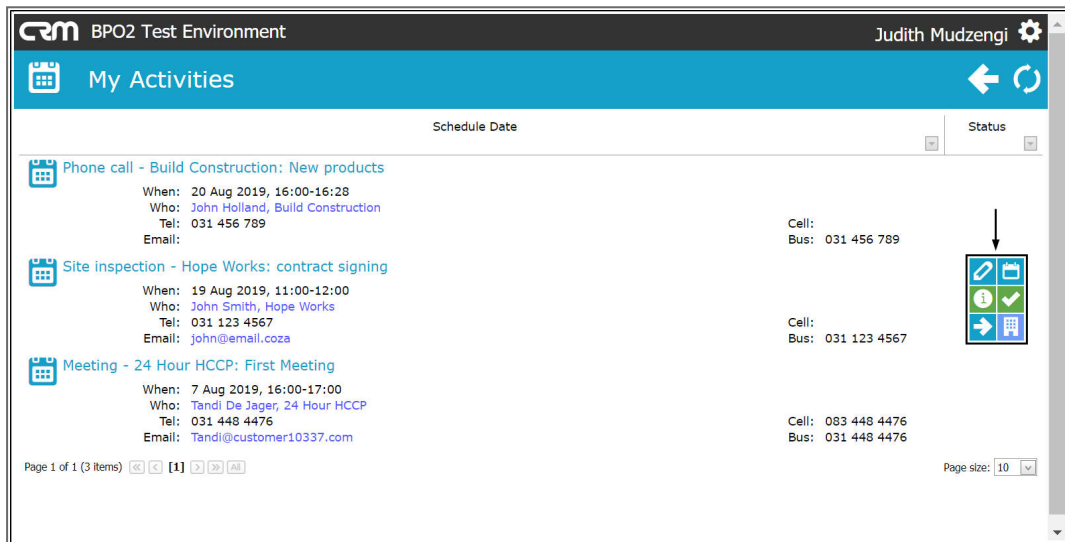 CRM BPO2 Test Environment Judith Mudzengi
My Activities
Schedule Date Status
Phone call - Build Construction: New products
When: 20 Aug 2019, 16:00-16:28
Who: John Holland, Build Construction
Tel: 031 456 789 Cell:
Email: Bus: 031 456 789
Site inspection - Hope Works: contract signing
When: 19 Aug 2019, 11:00-12:00
Who: John Smith, Hope Works
Tel: 031 123 4567 Cell:
Email: john@email.coza Bus: 031 123 4567
Meeting - 24 Hour HCCP: First Meeting
When: 7 Aug 2019, 16:00-17:00
Who: Tandi De Jager, 24 Hour HCCP
Tel: 031 448 4476 Cell: 083 448 4476
Email: Tandi@customer10337.com Bus: 031 448 4476
Page 1 of 1 (3 items) [1] All Page size: 10